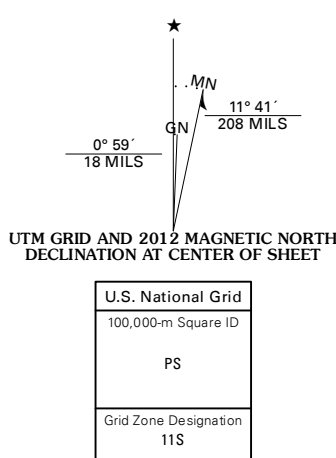 ★
MN
11° 41´
208 MILS
GN
0° 59´
18 MILS
UTM GRID AND 2012 MAGNETIC NORTH
DECLINATION AT CENTER OF SHEET
U.S. National Grid
100,000-m Square ID
PS
Grid Zone Designation
11S